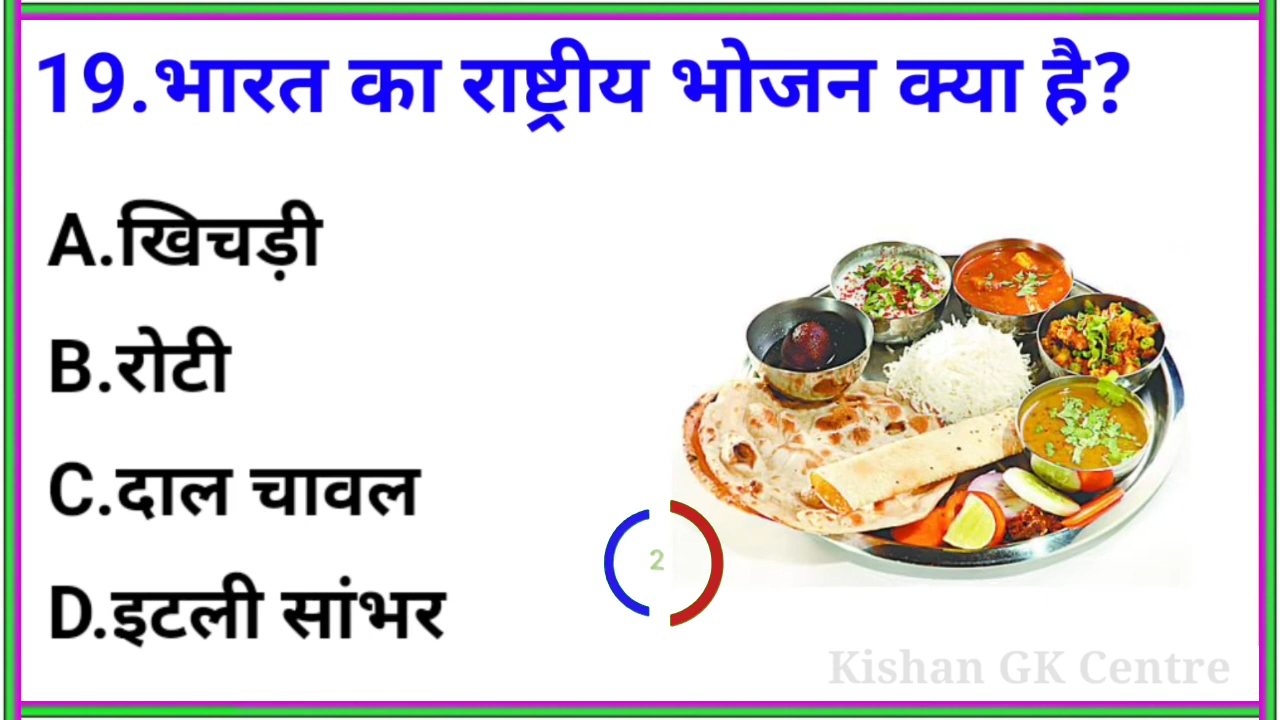 19.भारत का राष्ट्रीय भोजन क्या है?
A.खिचड़ी
B.रोटी
C.दाल चावल
D.इटली सांभर
2
Kishan GK Centre